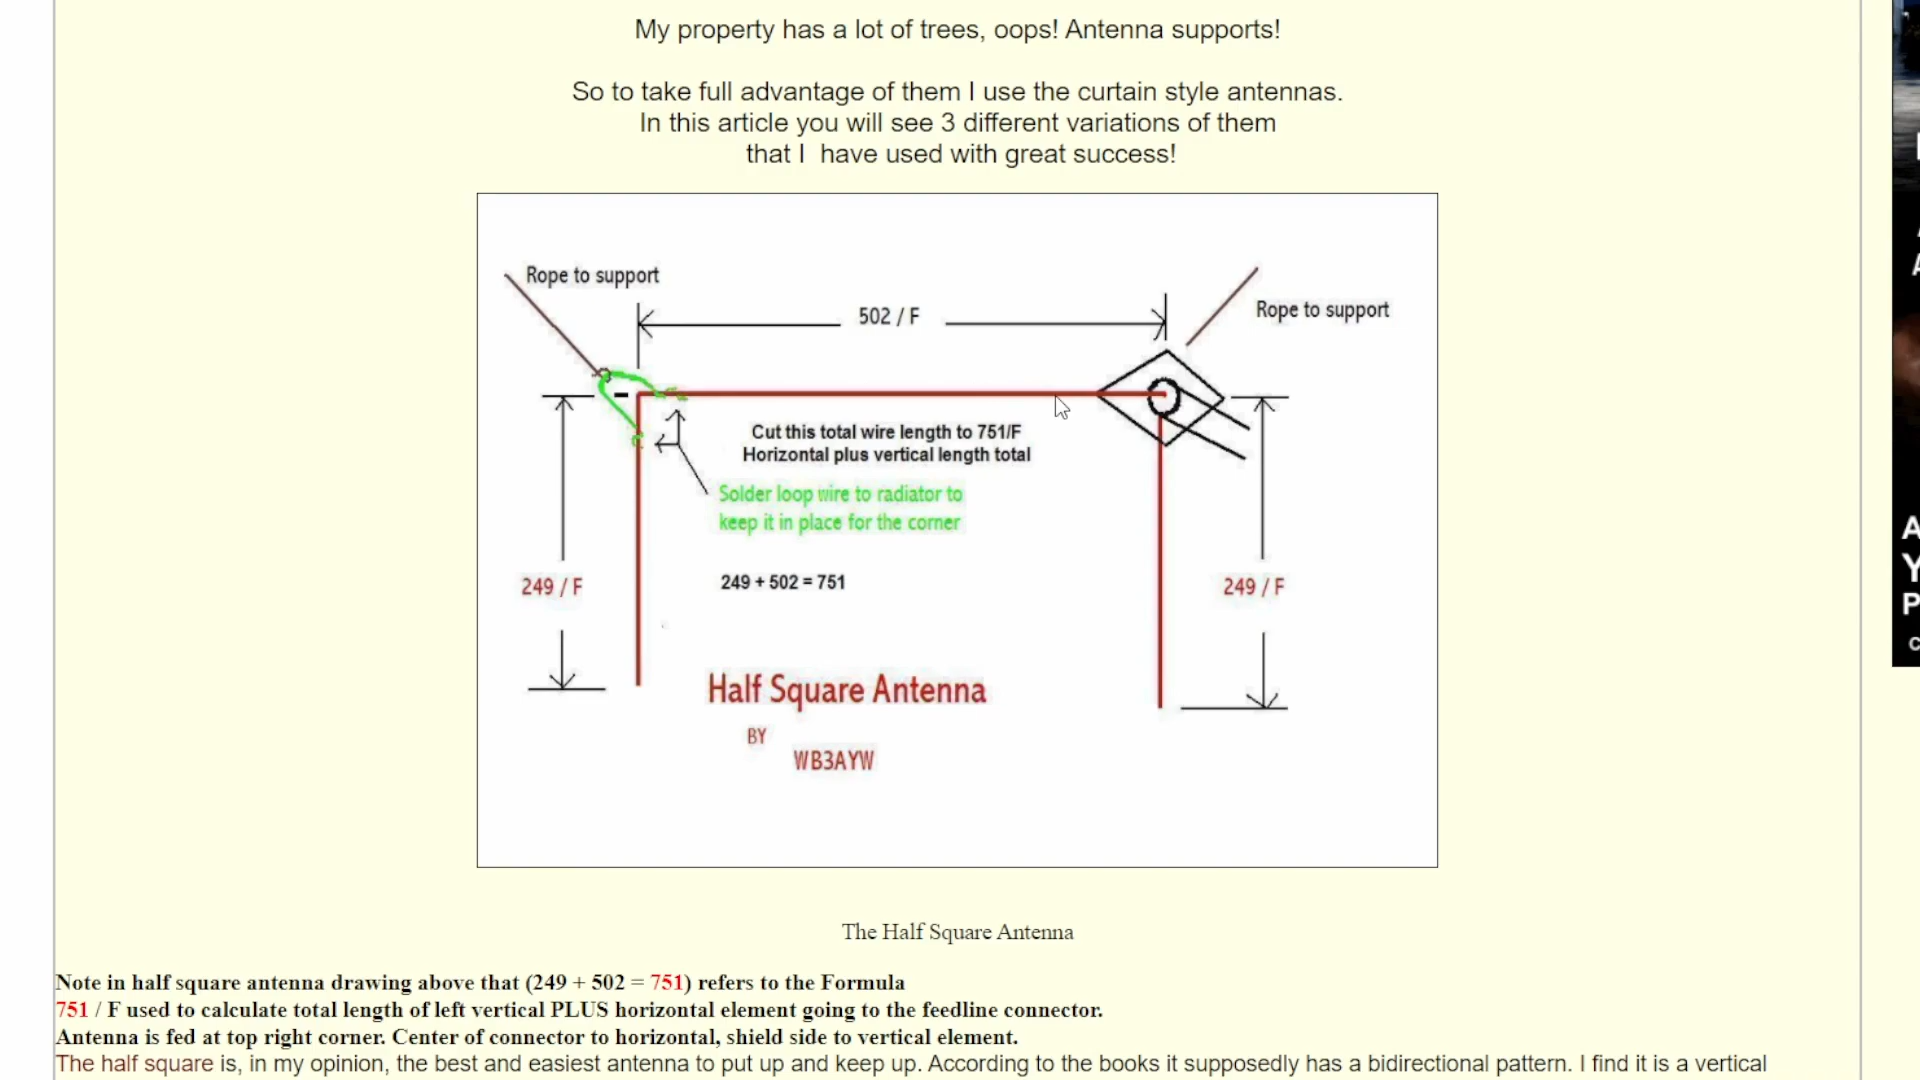 My property has a lot of trees, oops! Antenna supports!
So to take full advantage of them I use the curtain style antennas.
In this article you will see 3 different variations of them
that I have used with great success!
Rope to support
502 / F
Rope to support
Cut this total wire length to 751/F
Horizontal plus vertical length total
Solder loop wire to radiator to
keep it in place for the corner
249 / F
249 + 502 = 751
249 / F
Half Square Antenna
BY
WB3AYW
The Half Square Antenna
Note in half square antenna drawing above that (249 + 502 = 751) refers to the Formula
751 / F used to calculate total length of left vertical PLUS horizontal element going to the feedline connector.
Antenna is fed at top right corner. Center of connector to horizontal, shield side to vertical element.
The half square is, in my opinion, the best and easiest antenna to put up and keep up. According to the books it supposedly has a bidirectional pattern. I find it is a vertical